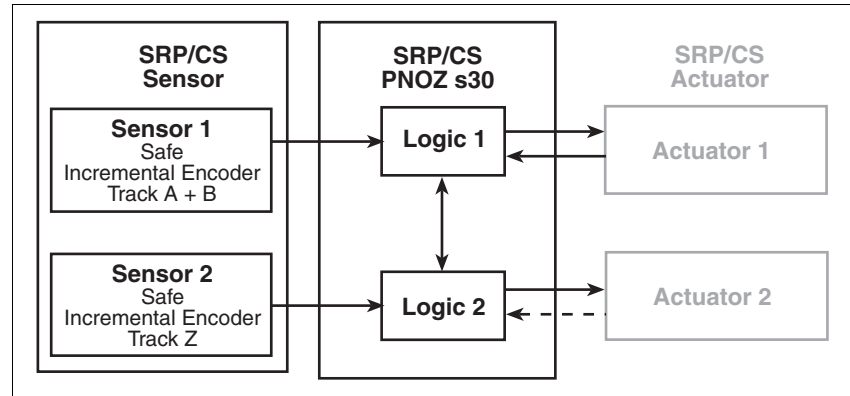 SRP/CS
Sensor
Sensor 1
Safe
Incremental Encoder
Track A + B
Sensor 2
Safe
Incremental Encoder
Track Z
SRP/CS
PNOZ s30
Logic 1
Logic 2
SRP/CS
Actuator
Actuator 1
Actuator 2